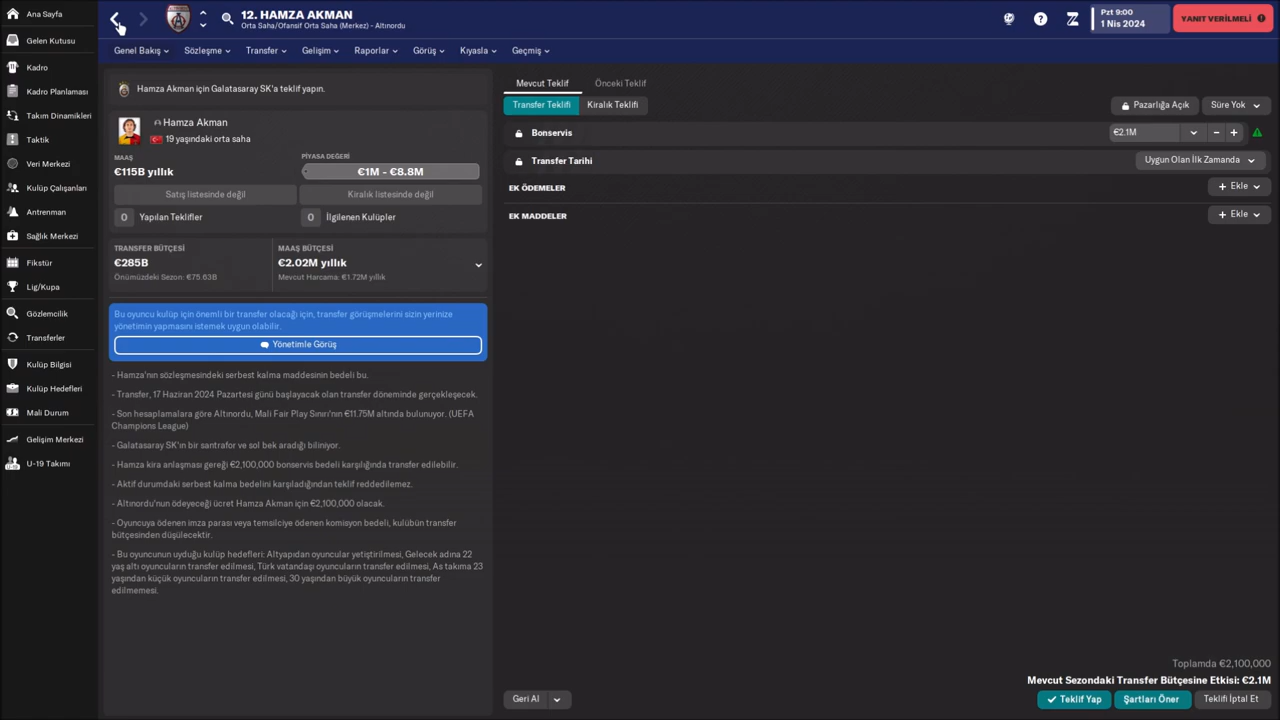 Ana Sayfa
Gelen Kutusu
Kadro
Kadro Planlaması
Takım Dinamikleri
Taktik
Veri Merkezi
Kulüp Çalışanları
Antrenman
Sağlık Merkezi
Fikstür
Lig/Kupa
Gözlemcilik
Transferler
Kulüp Bilgisi
Kulüp Hedefleri
Mali Durum
Gelişim Merkezi
U-19 Takımı
12. HAMZA AKMAN
Orta Saha/Ofansif Orta Saha (Merkez) - Altınordu
Pzt 9:00
1 Nis 2024
YANIT VERİLMELİ
Genel Bakış
Sözleşme
Transfer
Gelişim
Raporlar
Görüş
Kıyasla
Geçmiş
Hamza Akman için Galatasaray SK'a teklif yapın.
Hamza Akman
19 yaşındaki orta saha
MAAŞ
€115B yıllık
PİYASA DEĞERİ
€1M - €8.8M
Satış listesinde değil
Kiralık listesinde değil
0 Yapılan Teklifler
0 İlgilenen Kulüpler
TRANSFER BÜTÇESİ
€285B
Önümüzdeki Sezon: €75.63B
MAAŞ BÜTÇESİ
€2.02M yıllık
Mevcut Harcama: €1.72M yıllık
Bu oyuncu kulüp için önemli bir transfer olacağı için, transfer görüşmelerini sizin yerinize
yönetimin yapmasını istemek uygun olabilir.
Yönetimle Görüş
- Hamza'nın sözleşmesindeki serbest kalma maddesinin bedeli bu.
- Transfer, 17 Haziran 2024 Pazartesi günü başlayacak olan transfer döneminde gerçekleşecek.
- Son hesaplamalara göre Altınordu, Mali Fair Play Sınırı'nın €11.75M altında bulunuyor. (UEFA
Champions League)
- Galatasaray SK'ın bir santrafor ve sol bek aradığı biliniyor.
- Hamza kira anlaşması gereği €2,100,000 bonservis bedeli karşılığında transfer edilebilir.
- Aktif durumdaki serbest kalma bedelini karşıladığından teklif reddedilemez.
- Altınordu'nun ödeyeceği ücret Hamza Akman için €2,100,000 olacak.
- Oyuncuya ödenen imza parası veya temsilciye ödenen komisyon bedeli, kulübün transfer
bütçesinden düşülecektir.
- Bu oyuncunun uyduğu kulüp hedefleri: Altyapıdan oyuncular yetiştirilmesi, Gelecek adına 22
yaş altı oyuncuların transfer edilmesi, Türk vatandaşı oyuncuların transfer edilmesi, As takıma 23
yaşından küçük oyuncuların transfer edilmesi, 30 yaşından büyük oyuncuların transfer
edilmemesi.
Mevcut Teklif
Önceki Teklif
Transfer Teklifi
Kiralık Teklifi
Pazarlığa Açık
Süre Yok
Bonservis
€2.1M
Transfer Tarihi
Uygun Olan İlk Zamanda
EK ÖDEMELER
+ Ekle
EK MADDELER
+ Ekle
Toplamda €2,100,000
Mevcut Sezondaki Transfer Bütçesine Etkisi: €2.1M
Geri Al
Teklif Yap
Şartları Öner
Teklifi İptal Et